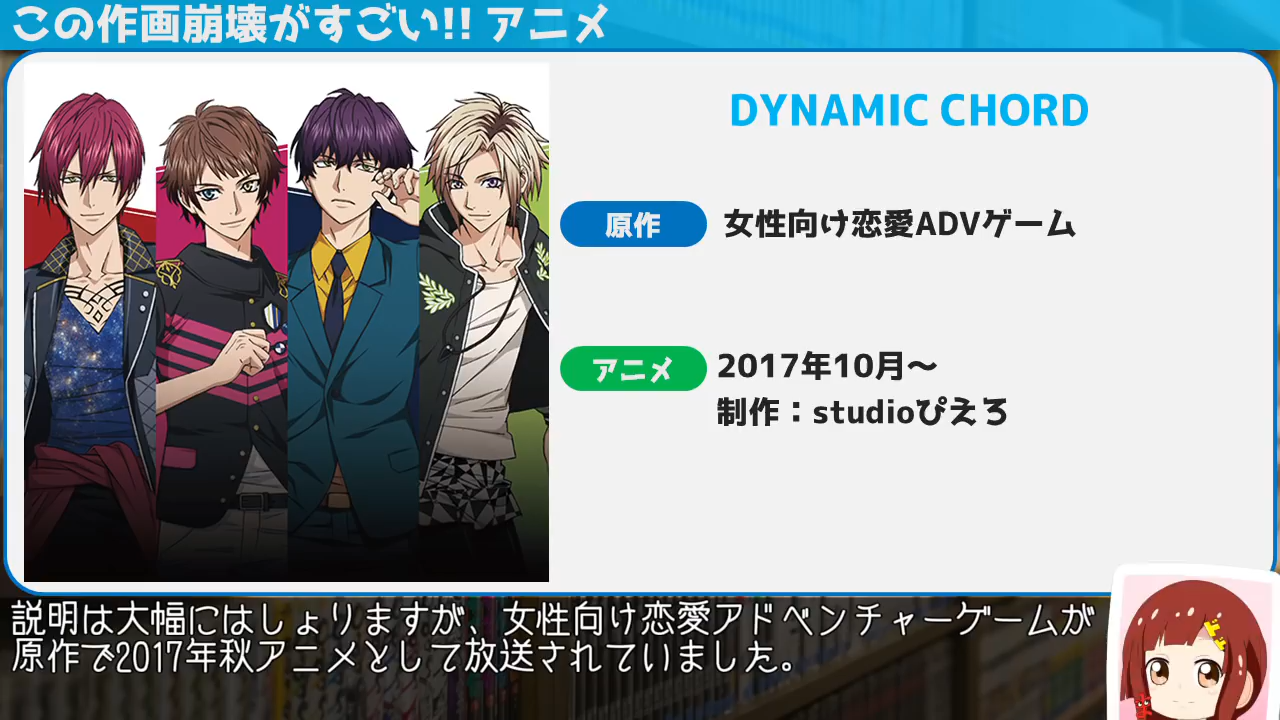 この作画崩壊がすごい!! アニメ
DYNAMIC CHORD
原作 女性向け恋愛ADVゲーム
アニメ 2017年10月～
制作：studioぴえろ
説明は大幅にはしょりますが、女性向け恋愛アドベンチャーゲームが
原作で2017年秋アニメとして放送されていました。